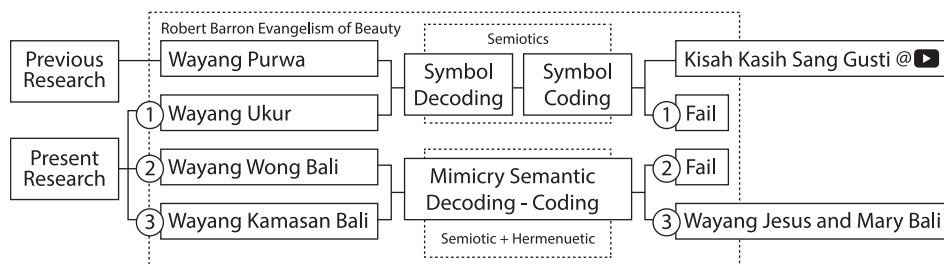 Robert Barron Evangelism of Beauty
Previous
Research
Wayang Purwa
Semiotics
Symbol
Decoding
Symbol
Coding
Kisah Kasih Sang Gusti @
1 Wayang Ukur
1 Fail
Present
Research
2 Wayang Wong Bali
Mimicry Semantic
Decoding - Coding
2 Fail
3 Wayang Kamasan Bali
Semiotic + Hermenuetic
3 Wayang Jesus and Mary Bali